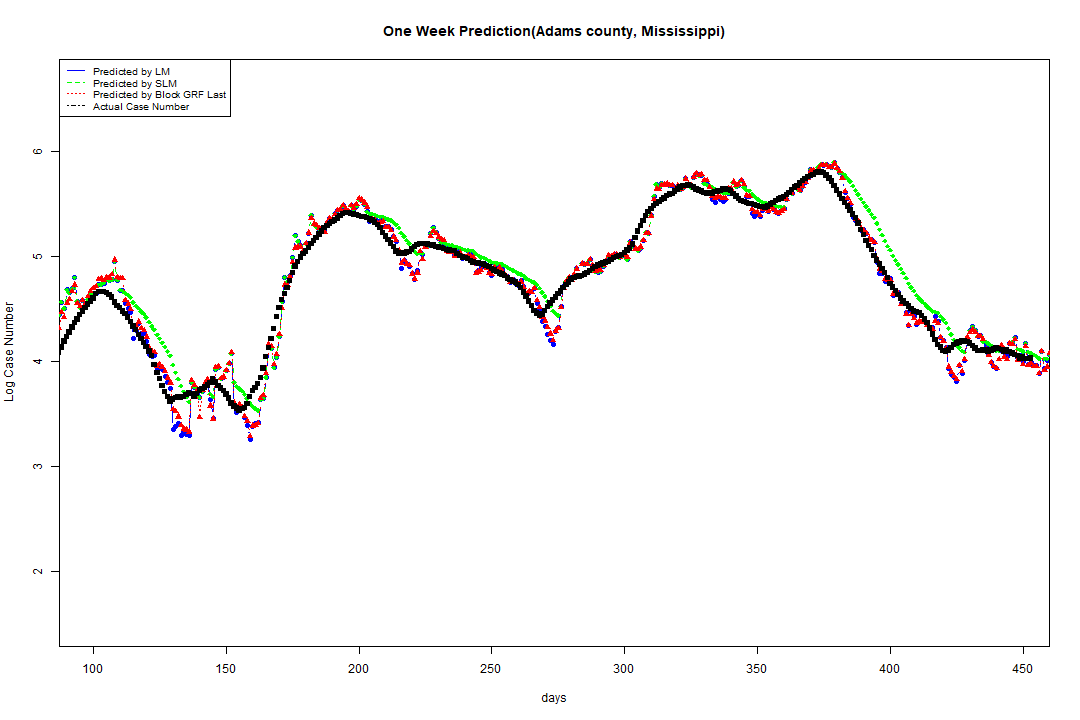 One Week Prediction(Adams county, Mississippi)
Predicted by LM
Predicted by SLM
Predicted by Block GRF Last
Actual Case Number
6
5
4
3
2
Log Case Number
100 150 200 250 300 350 400 450
days